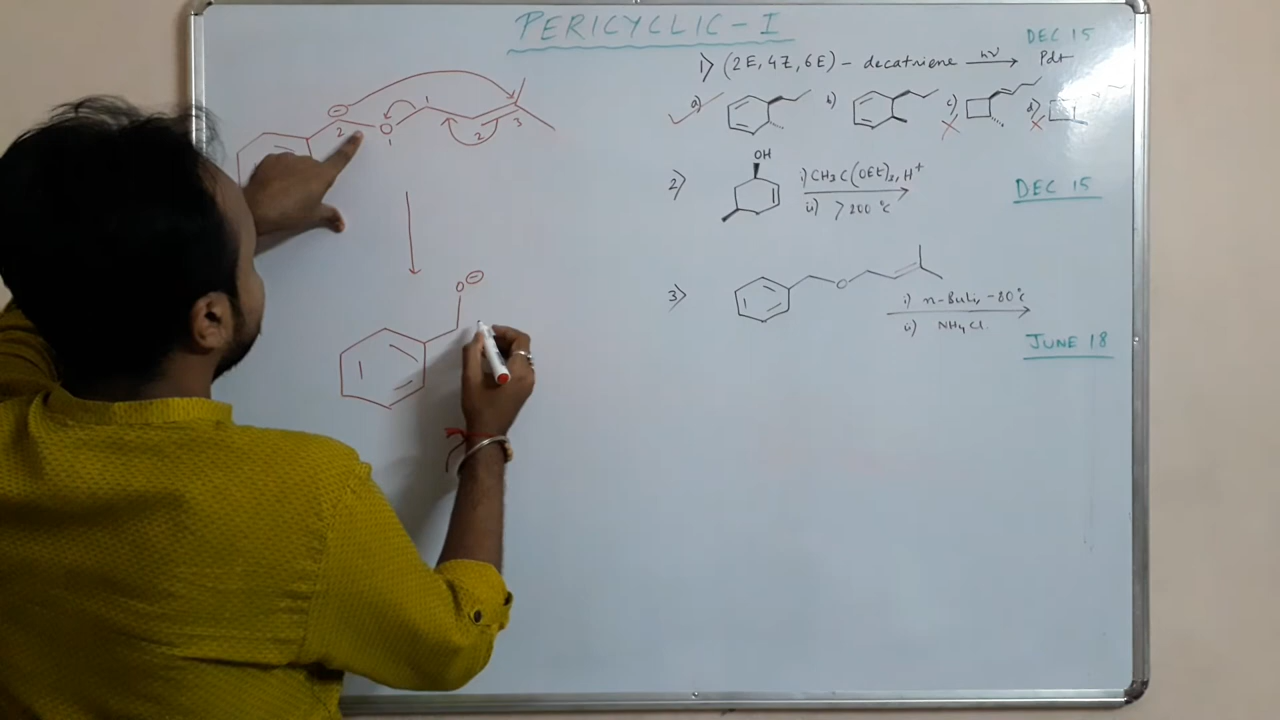 PERICYCLIC-I
DEC 15
1) (2E, 4Z, 6E) - decatriene hν Pdt
a) b) c) d)
2) OH i) CH3C(OEt)3, H+
ii) > 200 °C
DEC 15
3) O i) n-BuLi, -80°C
ii) NH4Cl.
JUNE 18
⊖ 2 O 1 1 2 3
O ⊖